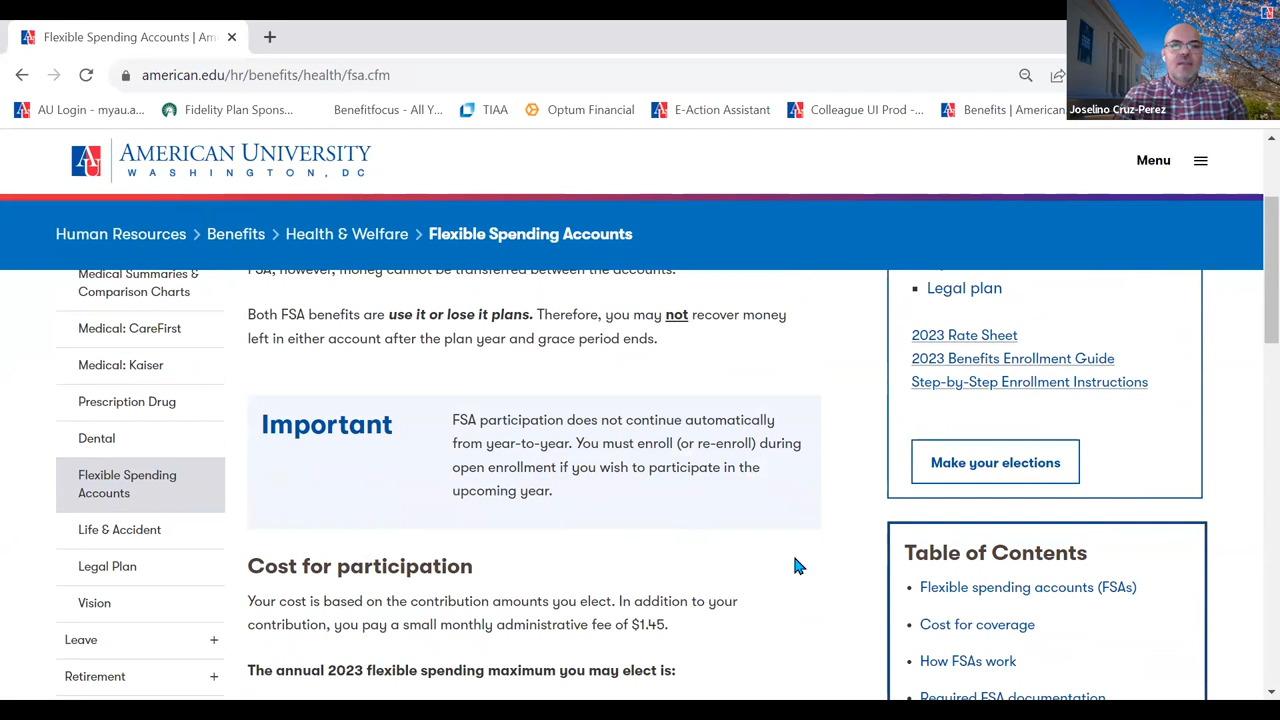 Flexible Spending Accounts | Am
american.edu/hr/benefits/health/fsa.cfm
AU Login - myau.a...
Fidelity Plan Spons...
Benefitfocus - All Y...
TIAA
Optum Financial
E-Action Assistant
Colleague UI Prod -...
Benefits | American
Joselino Cruz-Perez
AMERICAN UNIVERSITY
WASHINGTON, DC
Menu
Human Resources > Benefits > Health & Welfare > Flexible Spending Accounts
Medical Summaries &
Comparison Charts
Medical: CareFirst
Medical: Kaiser
Prescription Drug
Dental
Flexible Spending
Accounts
Life & Accident
Legal Plan
Vision
Leave +
Retirement +
FSA, however, money cannot be transferred between the accounts.
Both FSA benefits are use it or lose it plans. Therefore, you may not recover money
left in either account after the plan year and grace period ends.
Important
FSA participation does not continue automatically
from year-to-year. You must enroll (or re-enroll) during
open enrollment if you wish to participate in the
upcoming year.
Cost for participation
Your cost is based on the contribution amounts you elect. In addition to your
contribution, you pay a small monthly administrative fee of $1.45.
The annual 2023 flexible spending maximum you may elect is:
Legal plan
2023 Rate Sheet
2023 Benefits Enrollment Guide
Step-by-Step Enrollment Instructions
Make your elections
Table of Contents
Flexible spending accounts (FSAs)
Cost for coverage
How FSAs work
Required FSA documentation